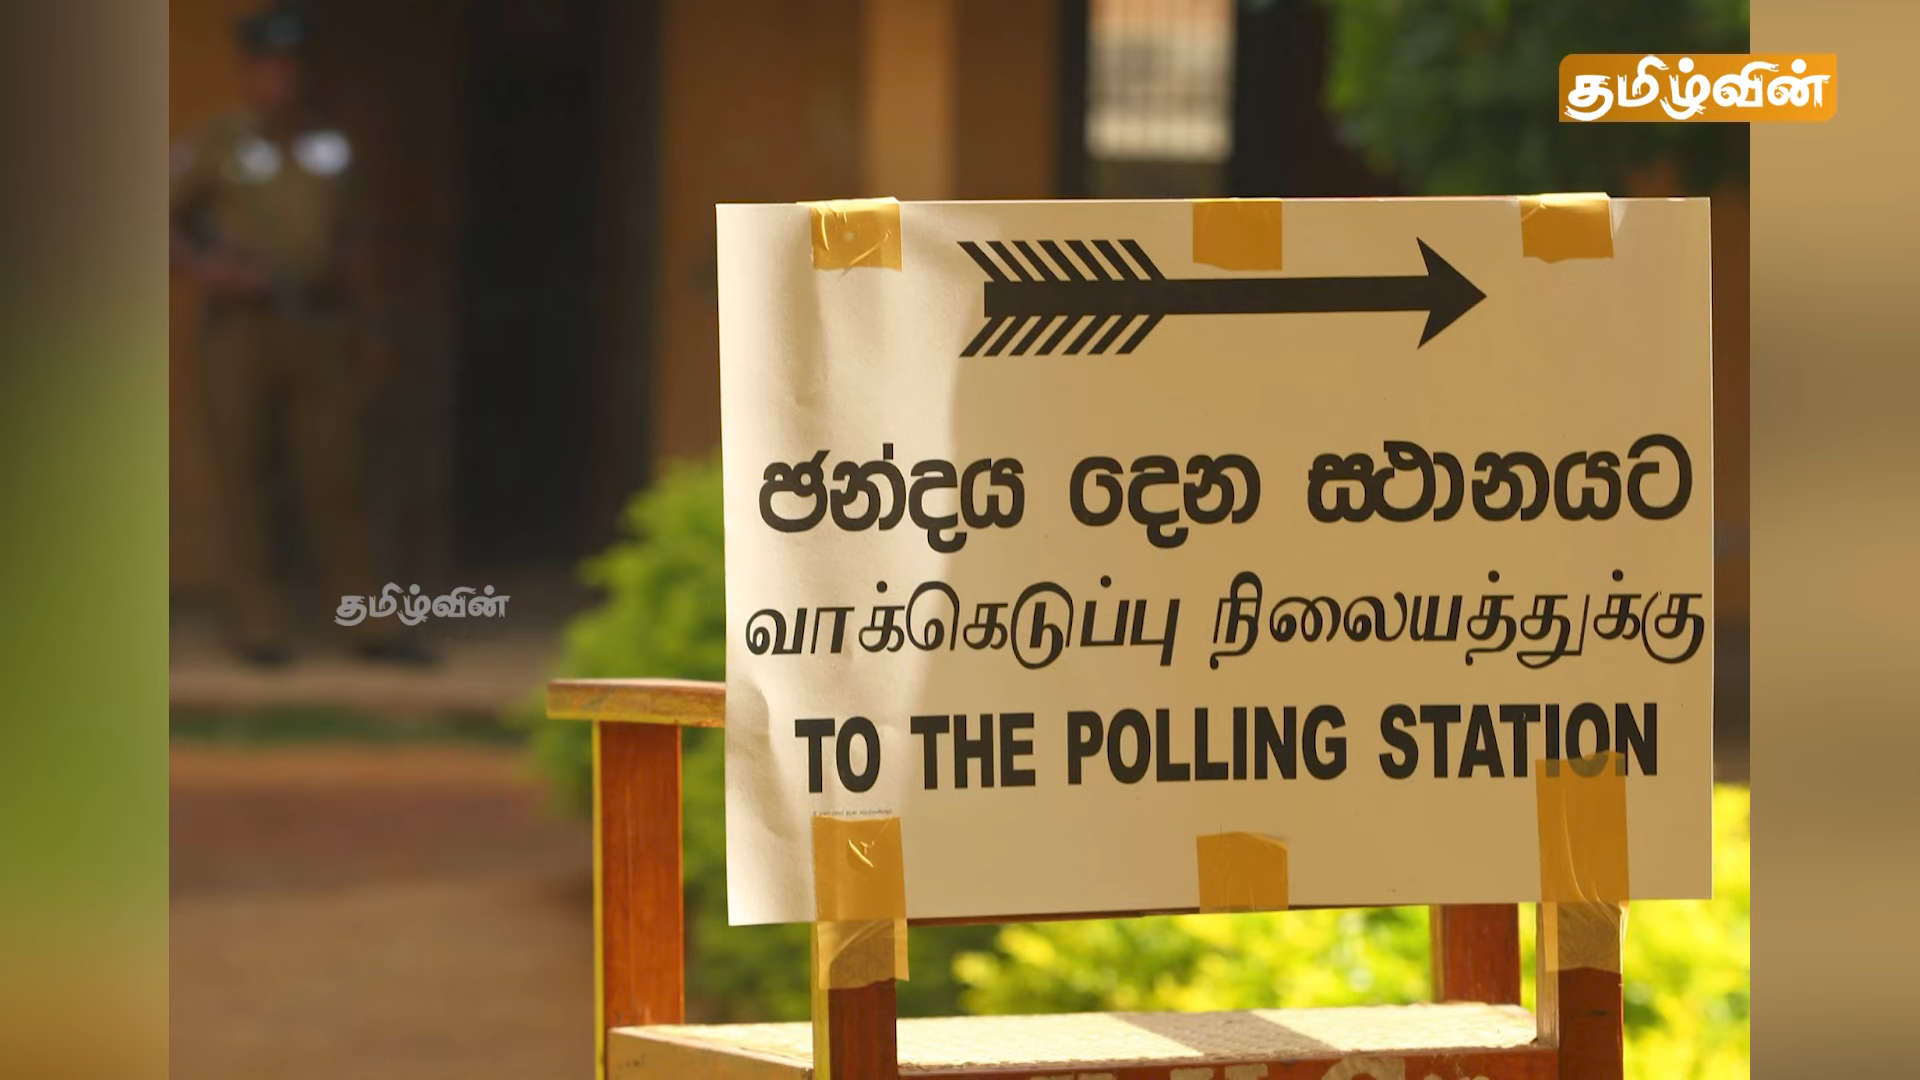 தமிழ்வின்
ඡන්දය දෙන ස්ථානයට
வாக்கெடுப்பு நிலையத்துக்கு
தமிழ்வின்
TO THE POLLING STATION